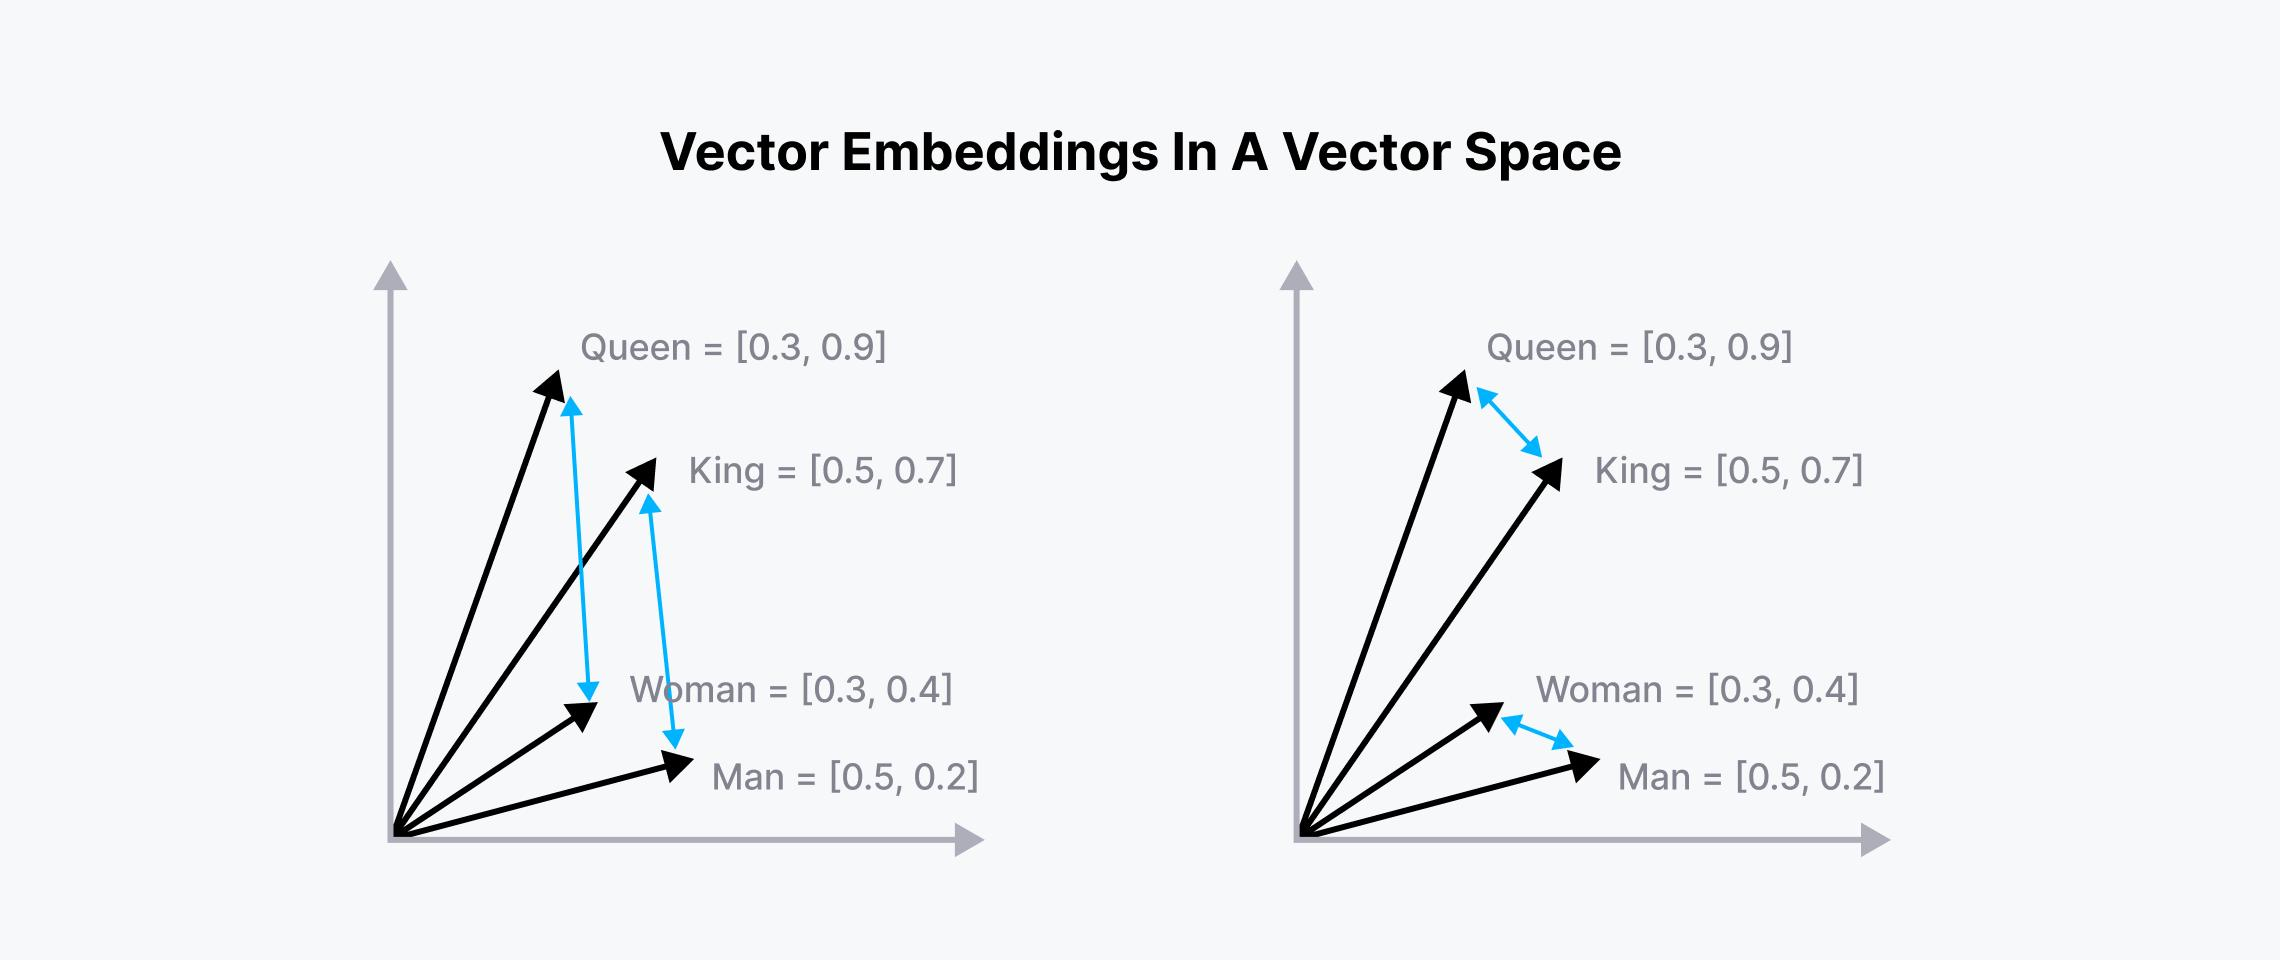 Vector Embeddings In A Vector Space
Queen = [0.3, 0.9]
King = [0.5, 0.7]
Woman = [0.3, 0.4]
Man = [0.5, 0.2]
Queen = [0.3, 0.9]
King = [0.5, 0.7]
Woman = [0.3, 0.4]
Man = [0.5, 0.2]